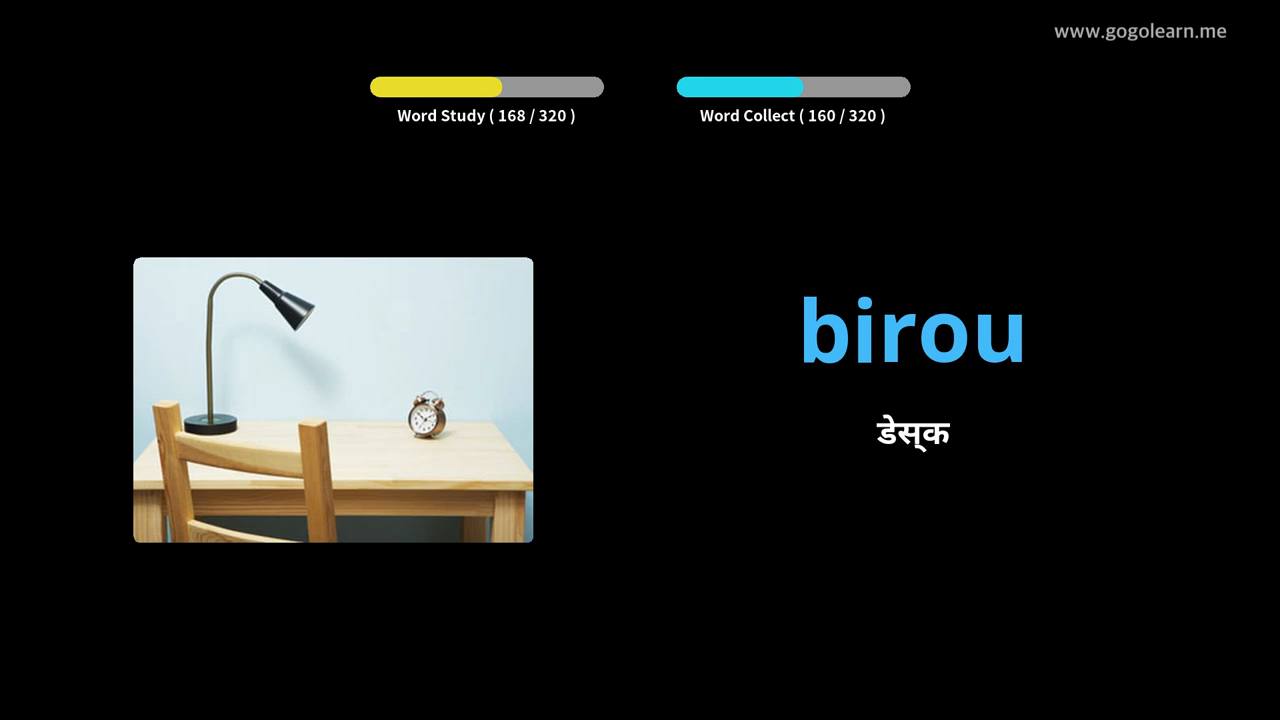 www.gogolearn.me
Word Study ( 168 / 320 )
Word Collect ( 160 / 320 )
birou
डेस्क